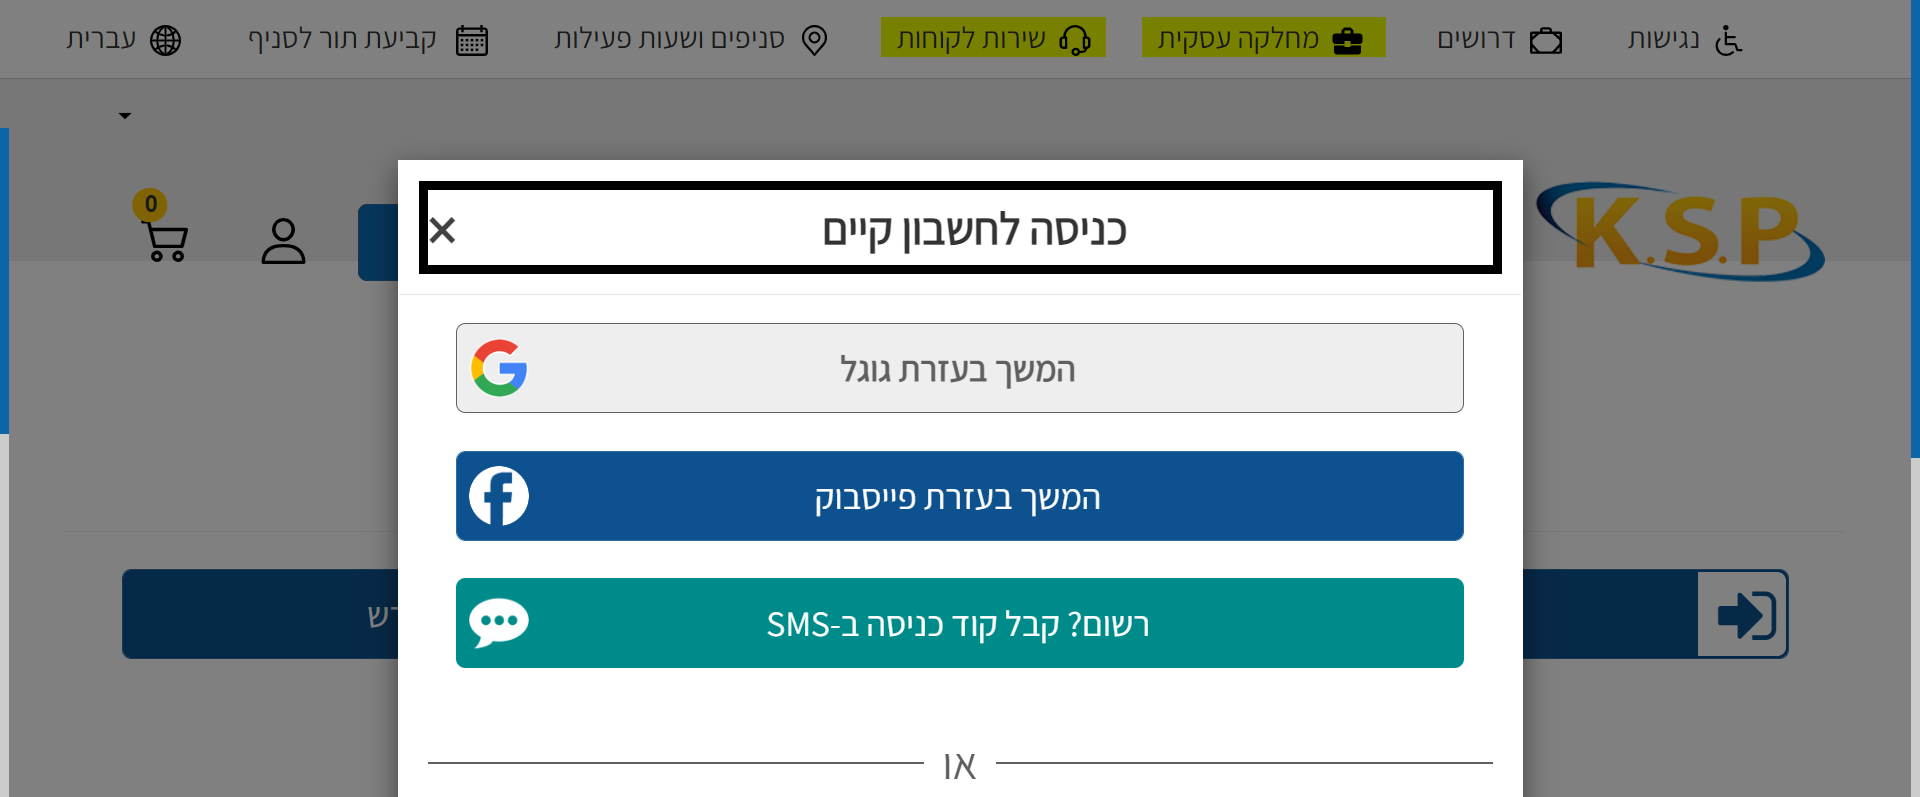 נגישות
דרושים
מחלקה עסקית
שירות לקוחות
סניפים ושעות פעילות
קביעת תור לסניף
עברית
K.S.P
0
כניסה לחשבון קיים
המשך בעזרת גוגל
המשך בעזרת פייסבוק
רשום? קבל קוד כניסה ב-SMS
או